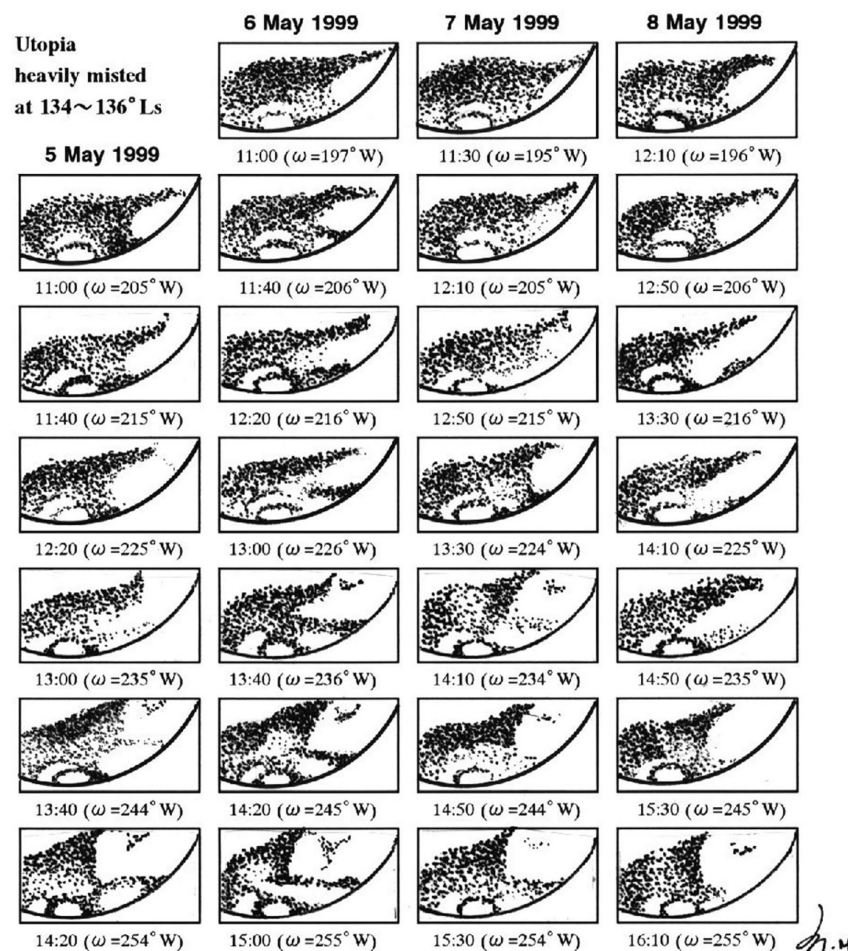 Utopia
heavily misted
at 134～136°Ls
6 May 1999 7 May 1999 8 May 1999
11:00 (ω=197°W) 11:30 (ω=195°W) 12:10 (ω=196°W)
5 May 1999
11:00 (ω=205°W) 11:40 (ω=206°W) 12:10 (ω=205°W) 12:50 (ω=206°W)
11:40 (ω=215°W) 12:20 (ω=216°W) 12:50 (ω=215°W) 13:30 (ω=216°W)
12:20 (ω=225°W) 13:00 (ω=226°W) 13:30 (ω=224°W) 14:10 (ω=225°W)
13:00 (ω=235°W) 13:40 (ω=236°W) 14:10 (ω=234°W) 14:50 (ω=235°W)
13:40 (ω=244°W) 14:20 (ω=245°W) 14:50 (ω=244°W) 15:30 (ω=245°W)
14:20 (ω=254°W) 15:00 (ω=255°W) 15:30 (ω=254°W) 16:10 (ω=255°W)